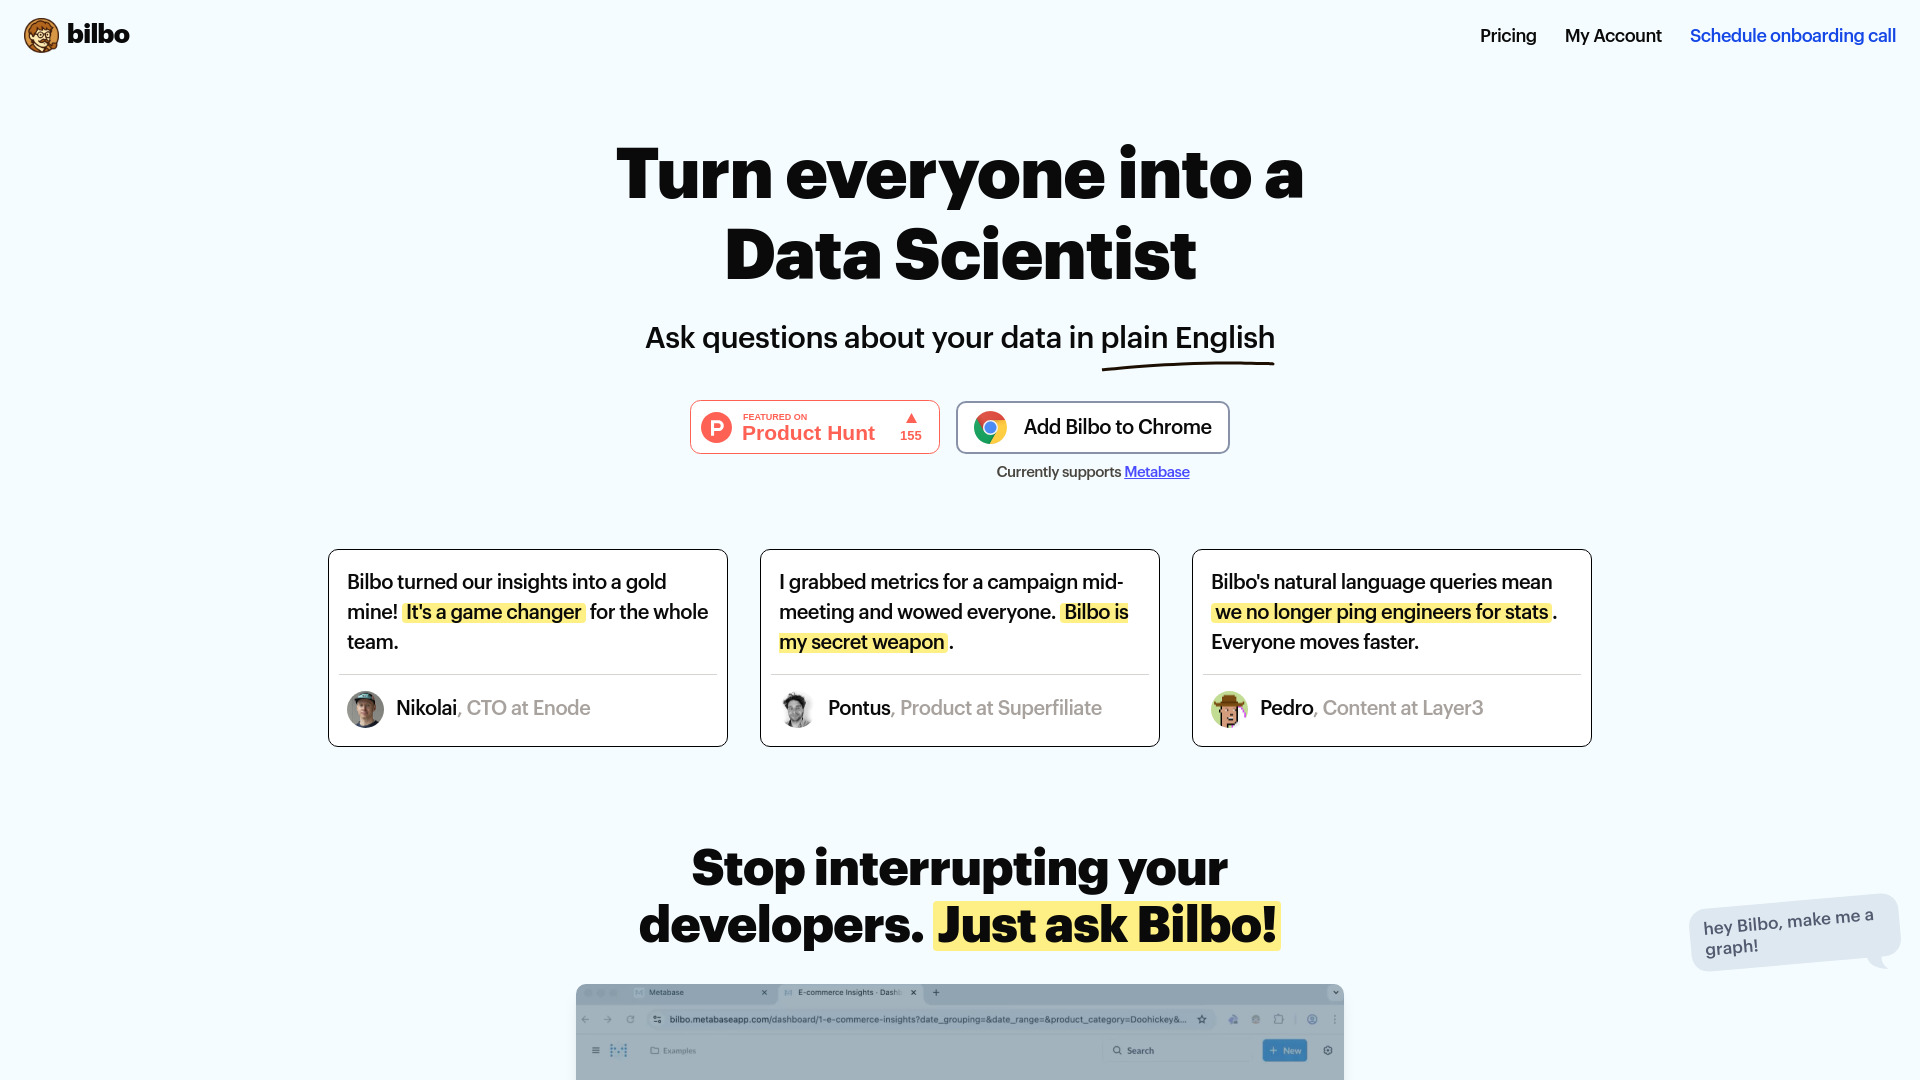 bilbo
Pricing
My Account
Schedule onboarding call
Turn everyone into a
Data Scientist
Ask questions about your data in plain English
FEATURED ON
Product Hunt
155
Add Bilbo to Chrome
Currently supports Metabase
Bilbo turned our insights into a gold
mine! It's a game changer for the whole
team.
Nikolai, CTO at Enode
I grabbed metrics for a campaign mid-
meeting and wowed everyone. Bilbo is
my secret weapon.
Pontus, Product at Superfiliate
Bilbo's natural language queries mean
we no longer ping engineers for stats.
Everyone moves faster.
Pedro, Content at Layer3
Stop interrupting your
developers. Just ask Bilbo!
hey Bilbo, make me a
graph!
Metabase
E-commerce Insights · Dash
bilbo.metabaseapp.com/dashboard/1-e-commerce-insights?date_grouping=&date_range=&product_category=Doohickey&...
Examples
Search
+ New